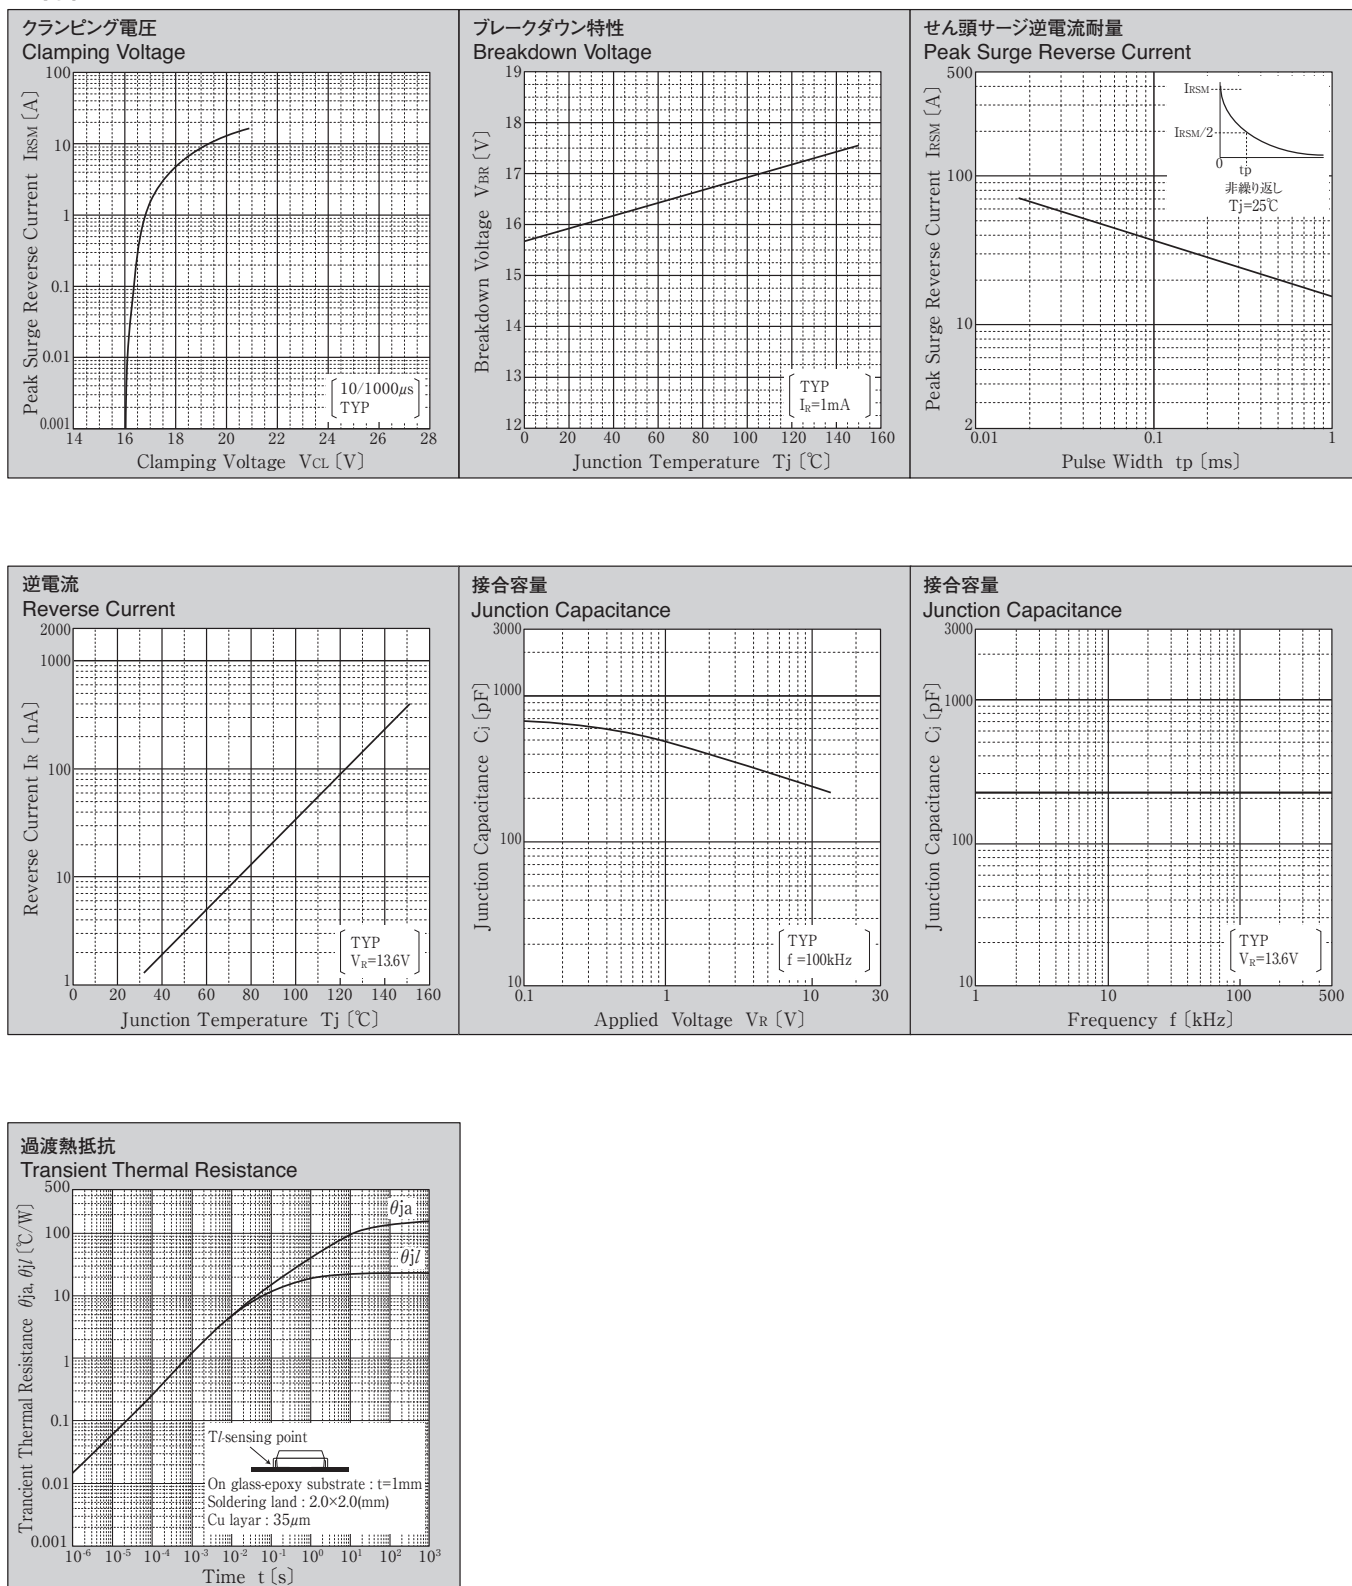 クランピング電圧
Clamping Voltage
100
10
1
0.1
0.01
0.001
14 16 18 20 22 24 26 28
Peak Surge Reverse Current IRSM 〔A〕
Clamping Voltage VCL 〔V〕
10/1000μs
TYP
ブレークダウン特性
Breakdown Voltage
19
18
17
16
15
14
13
12
0 20 40 60 80 100 120 140 160
Breakdown Voltage VBR 〔V〕
Junction Temperature Tj 〔℃〕
TYP
IR=1mA
せん頭サージ逆電流耐量
Peak Surge Reverse Current
500
100
10
2
0.01 0.1 1
Peak Surge Reverse Current IRSM 〔A〕
Pulse Width tp 〔ms〕
IRSM
IRSM/2
0
tp
非繰り返し
Tj=25℃
逆電流
Reverse Current
2000
1000
100
10
1
0 20 40 60 80 100 120 140 160
Reverse Current IR 〔nA〕
Junction Temperature Tj 〔℃〕
TYP
VR=13.6V
接合容量
Junction Capacitance
3000
1000
100
10
0.1 1 10 30
Junction Capacitance Cj 〔pF〕
Applied Voltage VR 〔V〕
TYP
f =100kHz
接合容量
Junction Capacitance
3000
1000
100
10
1 10 100 500
Junction Capacitance Cj 〔pF〕
Frequency f 〔kHz〕
TYP
VR=13.6V
過渡熱抵抗
Transient Thermal Resistance
500
100
10
1
0.1
0.01
0.001
10-6 10-5 10-4 10-3 10-2 10-1 100 101 102 103
Trancient Thermal Resistance θja, θjl 〔℃/W〕
Time t 〔s〕
θja
θjl
Tl-sensing point
On glass-epoxy substrate : t=1mm
Soldering land : 2.0×2.0(mm)
Cu layar : 35μm